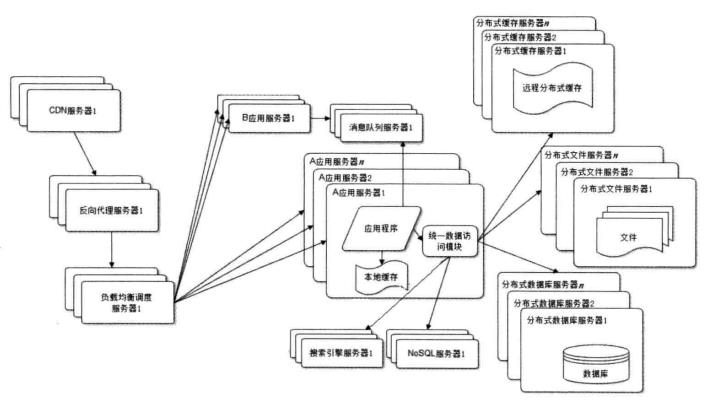 CDN服务器1
反向代理服务器1
负载均衡调度
服务器1
B应用服务器1
消息队列服务器1
A应用服务器n
A应用服务器2
A应用服务器1
应用程序
本地缓存
统一数据访
问模块
搜索引擎服务器1
NoSQL服务器1
分布式缓存服务器n
分布式缓存服务器2
分布式缓存服务器1
远程分布式缓存
分布式文件服务器n
分布式文件服务器2
分布式文件服务器1
文件
分布式数据库服务器n
分布式数据库服务器2
分布式数据库服务器1
数据库